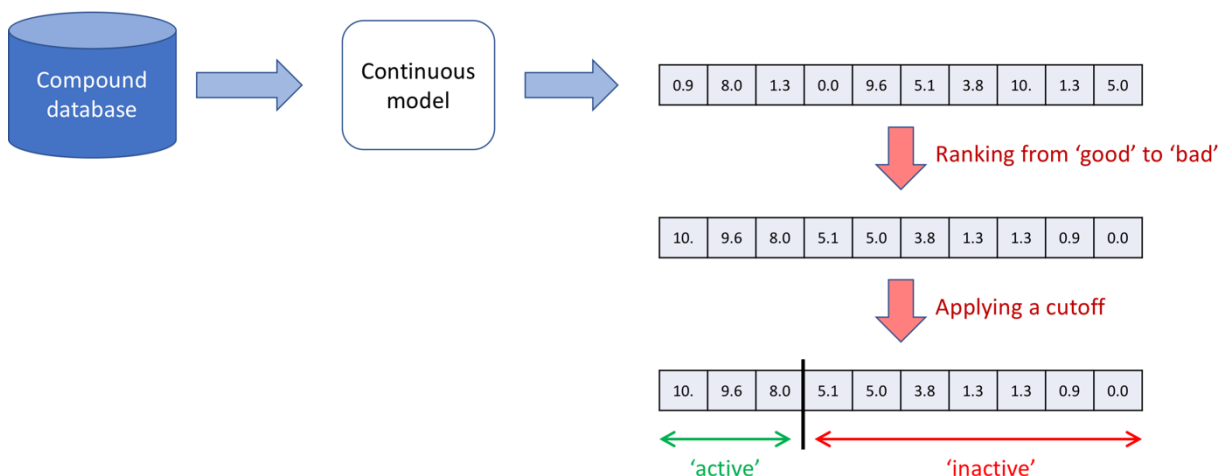 Compound
database
Continuous
model
0.9 8.0 1.3 0.0 9.6 5.1 3.8 10. 1.3 5.0
Ranking from ‘good’ to ‘bad’
10. 9.6 8.0 5.1 5.0 3.8 1.3 1.3 0.9 0.0
Applying a cutoff
10. 9.6 8.0 5.1 5.0 3.8 1.3 1.3 0.9 0.0
‘active’ ‘inactive’